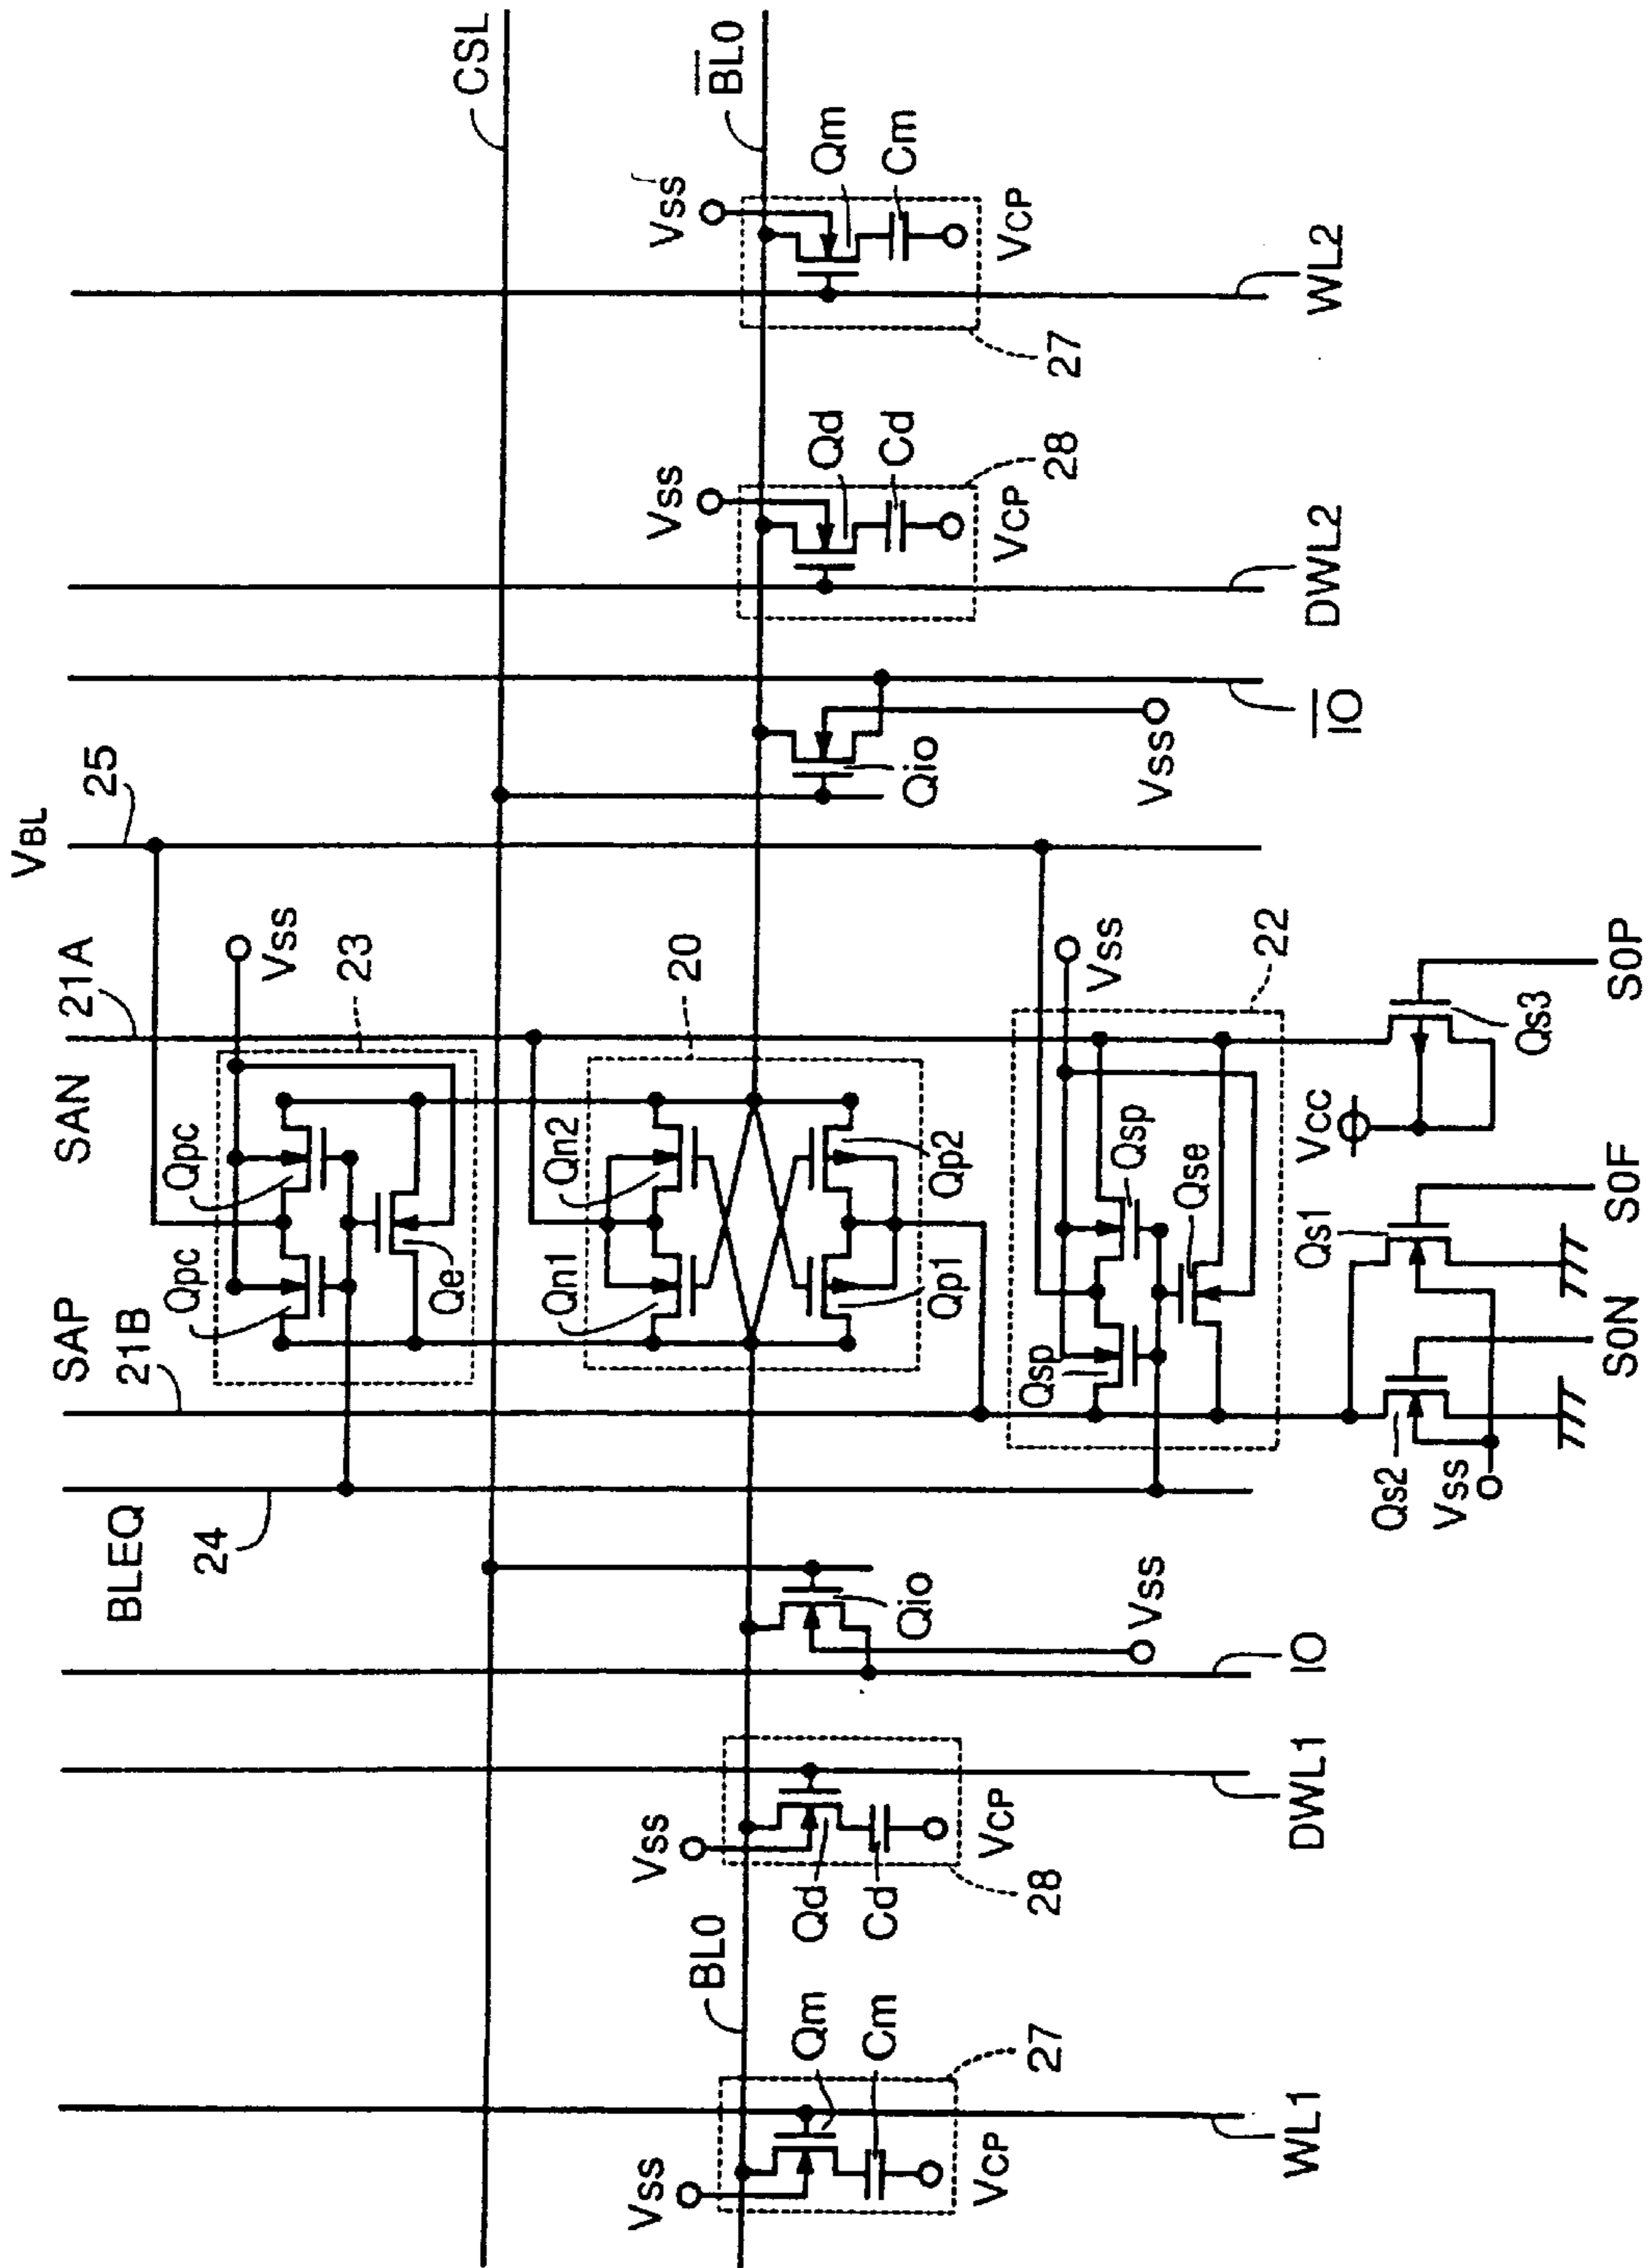 VBL
SAP
SAN
21A
25
BLEQ
21B
Qpc
Qpc
24
Vss
23
Qe
CSL
Qn1
Qn2
Vss
Vss
Vss
Vss
20
BL0
B̅L̅0̅
Qm
Qd
Qd
Qm
Cm
Cd
Cd
Cm
Qio
Qio
Qp1
Qp2
VCP
VCP
VCP
VCP
27
28
28
27
Qsp
Vss
Qsp
Vss
Vss
Qse
22
WL1
DWL1
IO
Qs1
Vcc
I̅O̅
DWL2
WL2
Qs2
Vss
Qs3
S0N
S0F
S0P